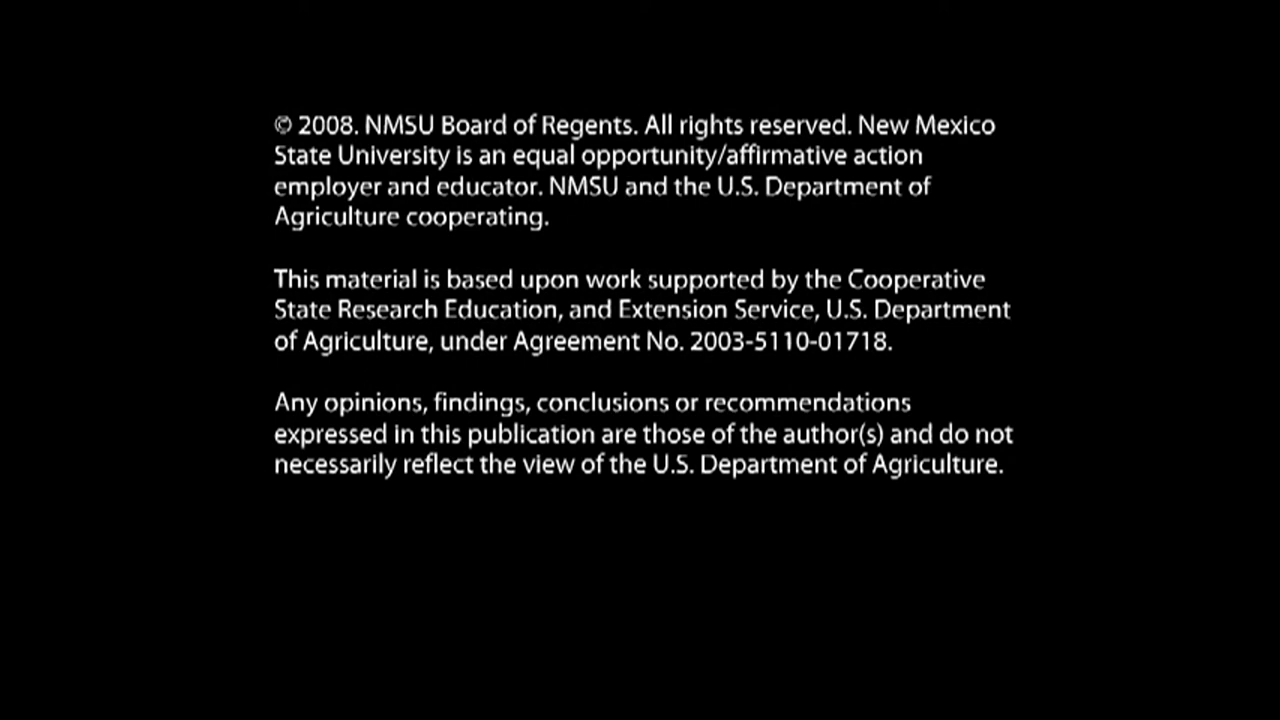 © 2008. NMSU Board of Regents. All rights reserved. New Mexico
State University is an equal opportunity/affirmative action
employer and educator. NMSU and the U.S. Department of
Agriculture cooperating.
This material is based upon work supported by the Cooperative
State Research Education, and Extension Service, U.S. Department
of Agriculture, under Agreement No. 2003-5110-01718.
Any opinions, findings, conclusions or recommendations
expressed in this publication are those of the author(s) and do not
necessarily reflect the view of the U.S. Department of Agriculture.